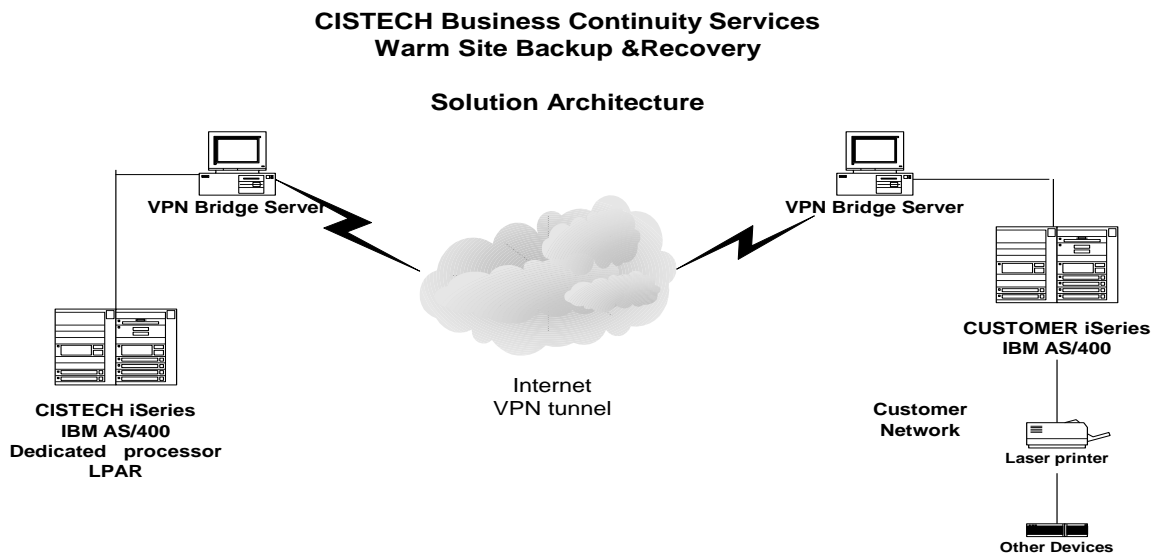 CISTECH Business Continuity Services
Warm Site Backup &Recovery
Solution Architecture
VPN Bridge Server
VPN Bridge Server
CUSTOMER iSeries
IBM AS/400
Internet
VPN tunnel
CISTECH iSeries
IBM AS/400
Dedicated processor
LPAR
Customer
Network
Laser printer
Other Devices